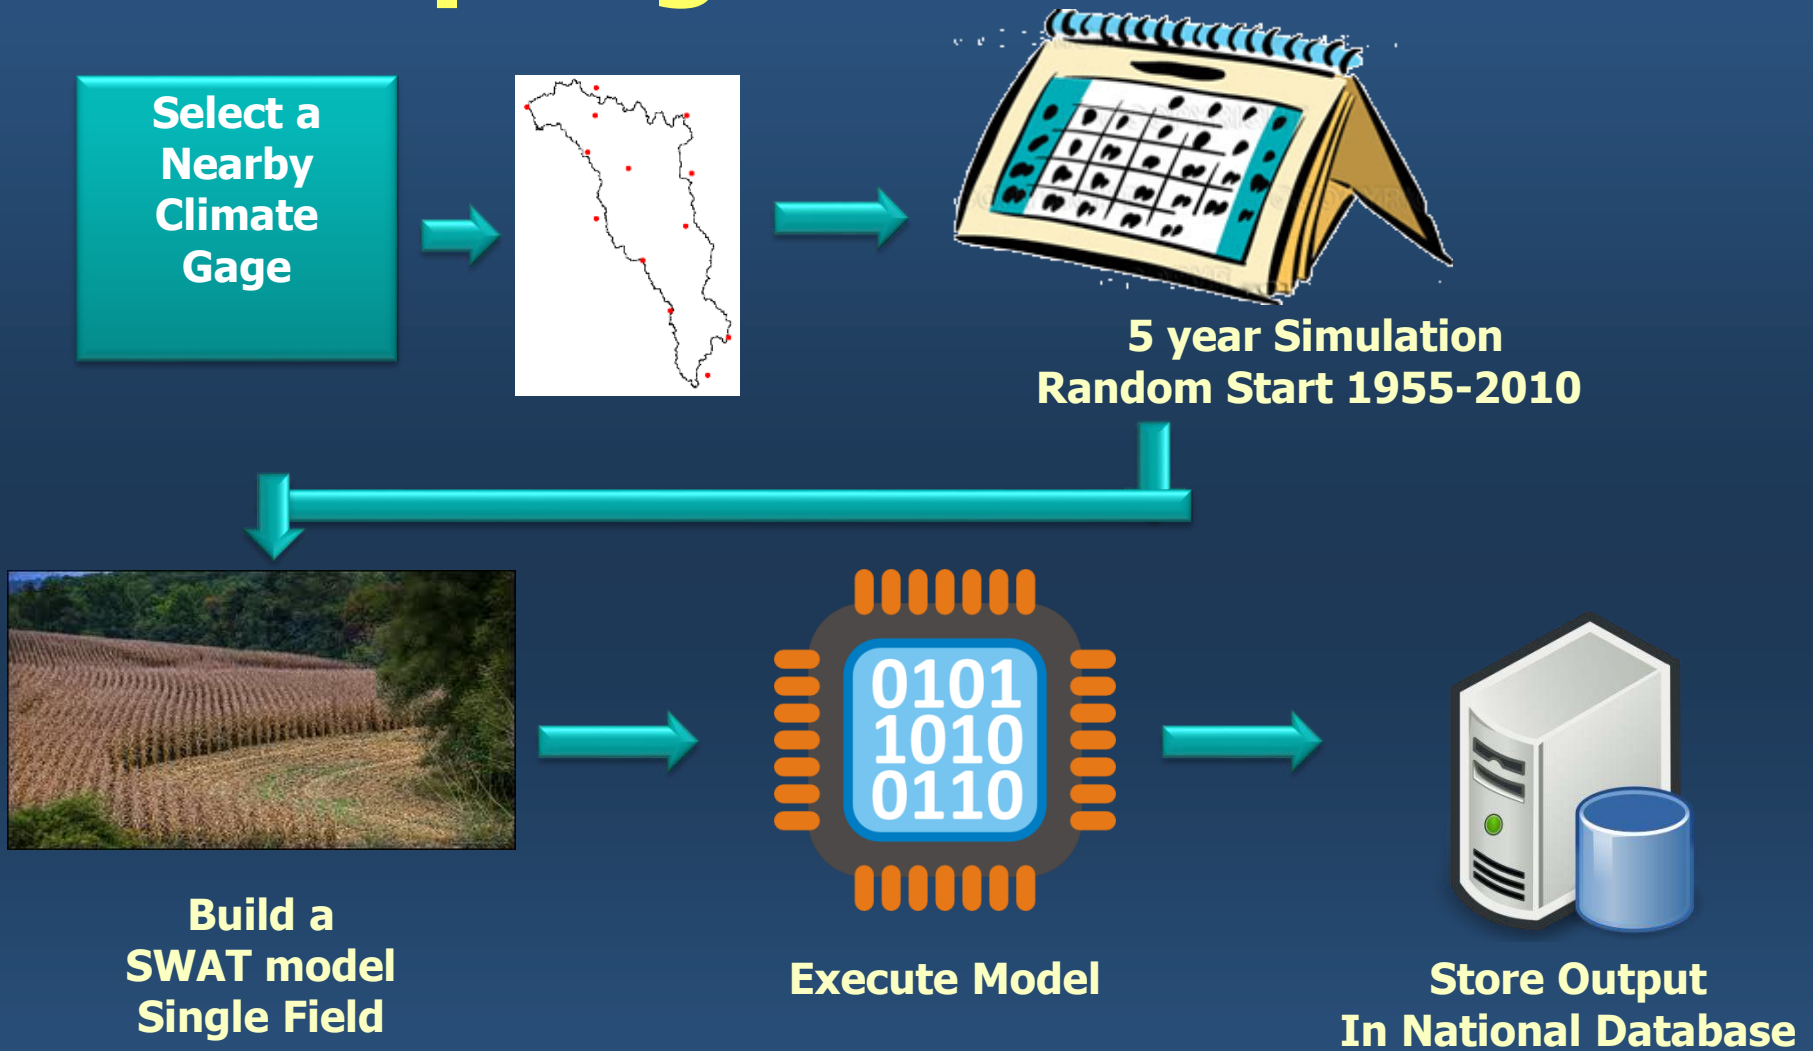 Select a
Nearby
Climate
Gage
5 year Simulation
Random Start 1955-2010
0101
1010
0110
Build a
SWAT model
Single Field
Execute Model
Store Output
In National Database